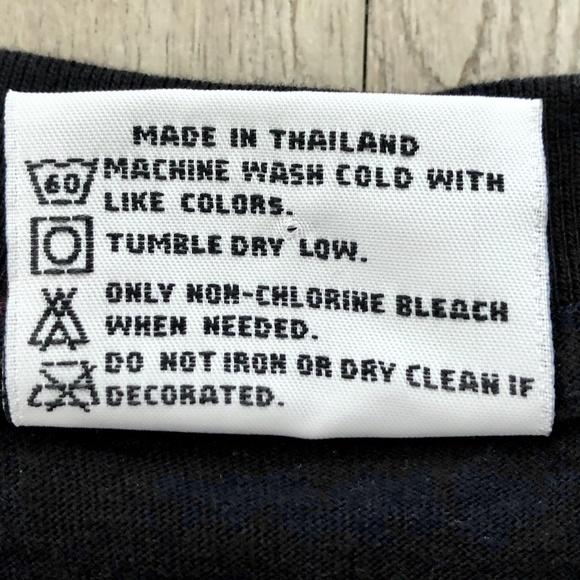 MADE IN THAILAND
60 MACHINE WASH COLD WITH
LIKE COLORS.
TUMBLE DRY LOW.
ONLY NON-CHLORINE BLEACH
WHEN NEEDED.
DO NOT IRON OR DRY CLEAN IF
DECORATED.